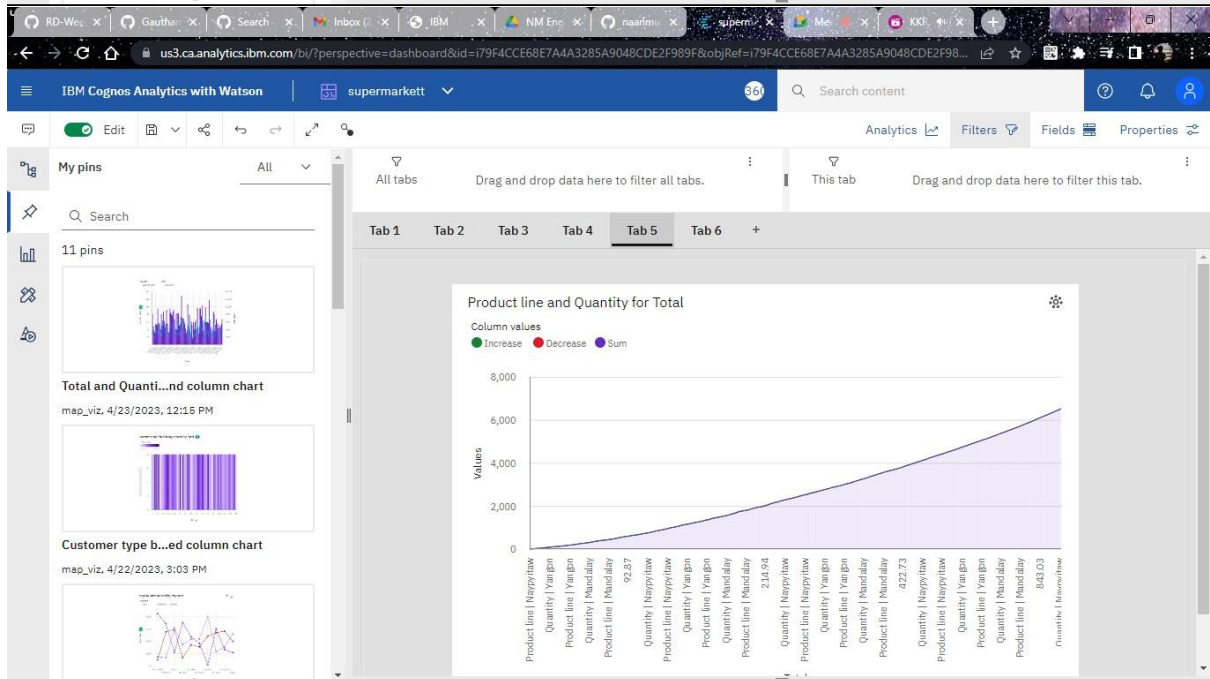 RD-Wec
Gauthar
Search
Inbox (2
IBM
NM Eng
naarimu
supern
Me
KKR,
us3.ca.analytics.ibm.com/bi/?perspective=dashboard&id=i79F4CCE68E7A4A3285A9048CDE2F989F&objRef=i79F4CCE68E7A4A3285A9048CDE2F98...
IBM Cognos Analytics with Watson
supermarkett
360
Search content
Edit
Analytics
Filters
Fields
Properties
My pins
All
Search
11 pins
Total and Quanti...nd column chart
map_viz, 4/23/2023, 12:15 PM
Customer type b...ed column chart
map_viz, 4/22/2023, 3:03 PM
All tabs
Drag and drop data here to filter all tabs.
This tab
Drag and drop data here to filter this tab.
Tab 1
Tab 2
Tab 3
Tab 4
Tab 5
Tab 6
+
Product line and Quantity for Total
Column values
Increase
Decrease
Sum
Values
8,000
6,000
4,000
2,000
0
Product line | Naypyitaw
Quantity | Yangon
Product line | Yangon
Quantity | Mandalay
Product line | Mandalay
92.87
Quantity | Naypyitaw
Product line | Naypyitaw
Quantity | Yangon
Product line | Yangon
Quantity | Mandalay
Product line | Mandalay
214.94
Quantity | Naypyitaw
Product line | Naypyitaw
Quantity | Yangon
Product line | Yangon
Quantity | Mandalay
Product line | Mandalay
422.73
Quantity | Naypyitaw
Product line | Naypyitaw
Quantity | Yangon
Product line | Yangon
Quantity | Mandalay
Product line | Mandalay
843.03
Quantity | Naypyitaw